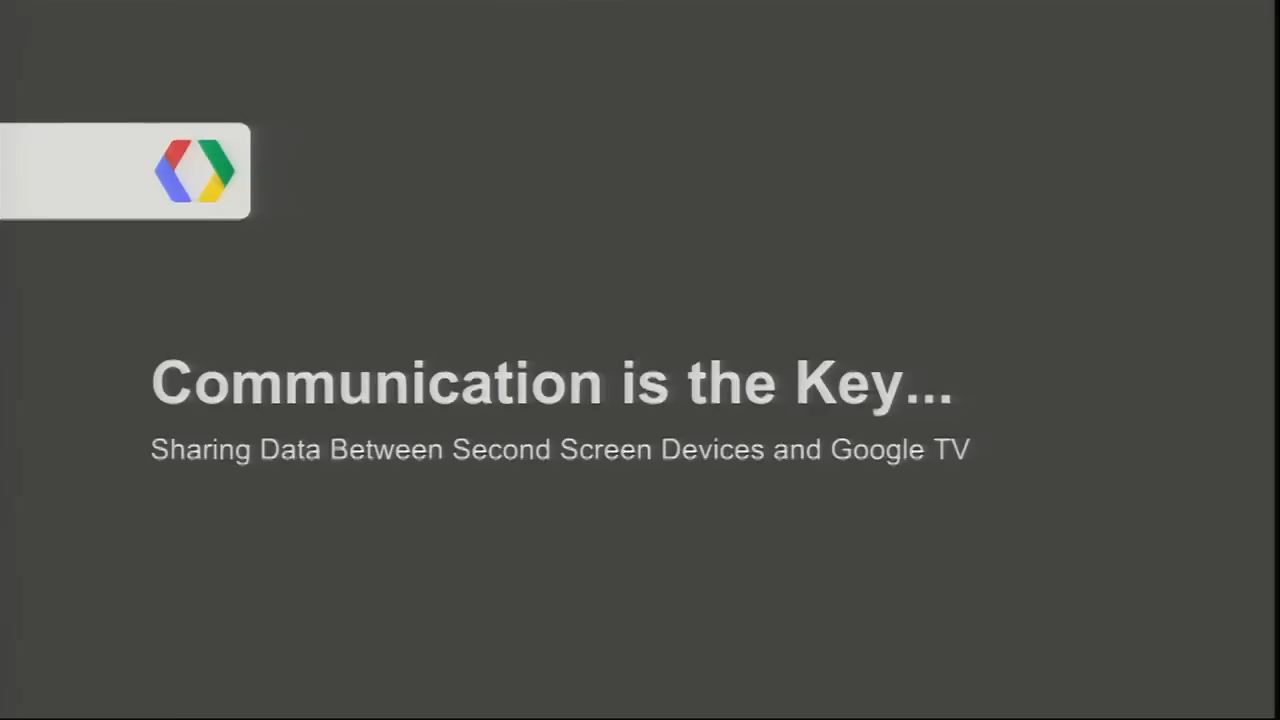 Communication is the Key...
Sharing Data Between Second Screen Devices and Google TV